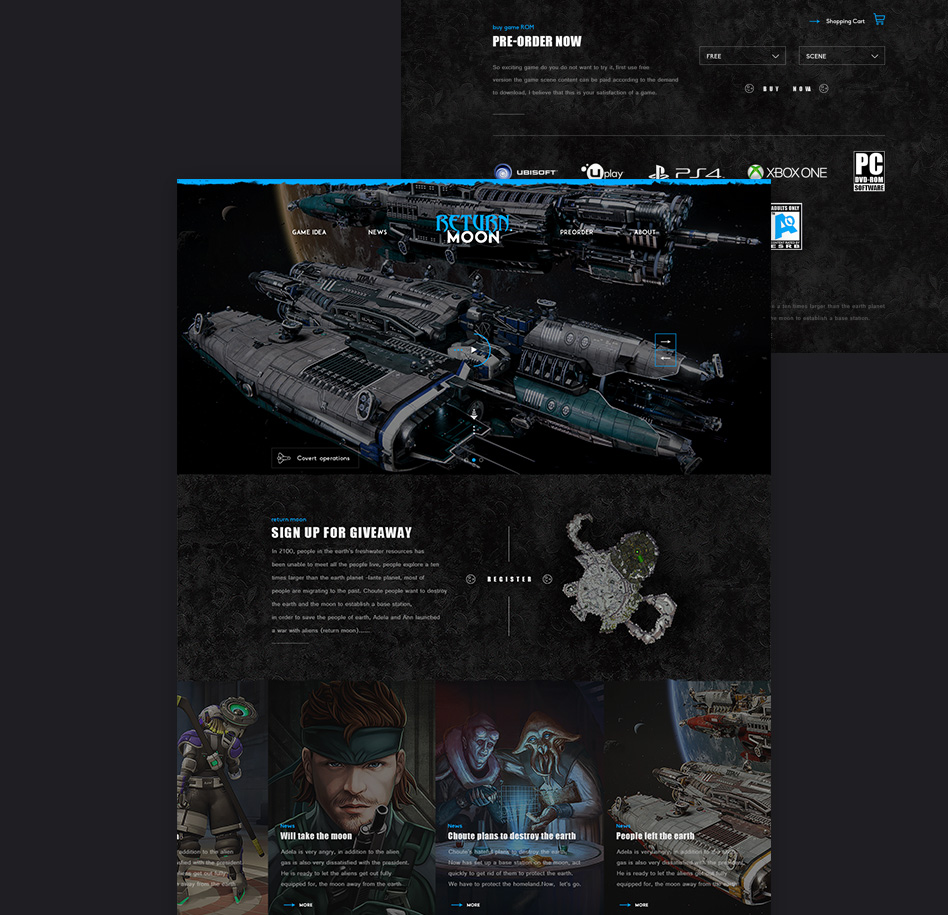 Shopping Cart
buy game ROM
PRE-ORDER NOW
FREE
SCENE
So exciting game do you do not want to try it, first use free
version the game scene content can be paid according to the demand
to download, I believe that this is your satisfaction of a game.
BUY NOW
UBISOFT
Uplay
PS4
XBOX ONE
PC
DVD-ROM
SOFTWARE
ADULTS ONLY
CONTENT RATED BY
ESRB
a ten times larger than the earth planet
the moon to establish a base station.
RETURN
MOON
GAME IDEA
NEWS
PREORDER
ABOUT
TITAN
Covert operations
return moon
SIGN UP FOR GIVEAWAY
In 2100, people in the earth's freshwater resources has
been unable to meet all the people live, people explore a ten
times larger than the earth planet -lante planet, most of
people are migrating to the past. Choute people want to destroy
the earth and the moon to establish a base station,
in order to save the people of earth, Adela and Ann launched
a war with aliens (return moon)......
REGISTER
addition to the alien
with the president.
get out fully
away from the earth
News
Will take the moon
Adela is very angry, in addition to the alien
gas is also very dissatisfied with the president.
He is ready to let the aliens get out fully
equipped for, the moon away from the earth
MORE
News
Choute plans to destroy the earth
Choute's harmful plans to destroy the earth.
Now has set up a base station on the moon, act
quickly to get rid of them to protect the earth.
We have to protect the homeland.Now, let's go.
MORE
News
People left the earth
Adela is very angry, in addition to the alien
gas is also very dissatisfied with the president.
He is ready to let the aliens get out fully
equipped for, the moon away from the earth
MORE